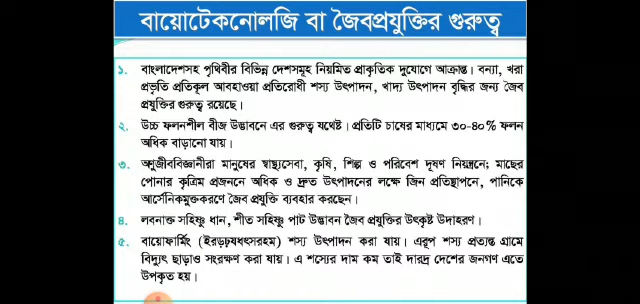 বায়োটেকনোলজি বা জৈবপ্রযুক্তির গুরুত্ব
১. বাংলাদেশসহ পৃথিবীর বিভিন্ন দেশসমূহ নিয়মিত প্রাকৃতিক দুযোগে আক্রান্ত। বন্যা, খরা
প্রভৃতি প্রতিকূল আবহাওয়া প্রতিরোধী শস্য উৎপাদন, খাদ্য উৎপাদন বৃদ্ধির জন্য জৈব
প্রযুক্তির গুরুত্ব রয়েছে।
২. উচ্চ ফলনশীল বীজ উদ্ভাবনে এর গুরুত্ব যথেষ্ট। প্রতিটি চাষের মাধ্যমে ৩০-৪০% ফলন
অধিক বাড়ানো যায়।
৩. অণুজীববিজ্ঞানীরা মানুষের স্বাস্থ্যসেবা, কৃষি, শিল্প ও পরিবেশ দূষণ নিয়ন্ত্রনে; মাছের
পোনার কৃত্রিম প্রজননে অধিক ও দ্রুত উৎপাদনের লক্ষে জিন প্রতিস্থাপনে, পানিকে
আর্সেনিকমুক্তকরণে জৈব প্রযুক্তি ব্যবহার করছেন।
৪. লবনাক্ত সহিষ্ণু ধান, শীত সহিষ্ণু পাট উদ্ভাবন জৈব প্রযুক্তির উৎকৃষ্ট উদাহরণ।
৫. বায়োফার্মিং (ইরড়ঢ়যধৎসরহম) শস্য উৎপাদন করা যায়। এরূপ শস্য প্রত্যন্ত গ্রামে
বিদ্যুৎ ছাড়াও সংরক্ষণ করা যায়। এ শস্যের দাম কম তাই দারদ্র দেশের জনগণ এতে
উপকৃত হয়।